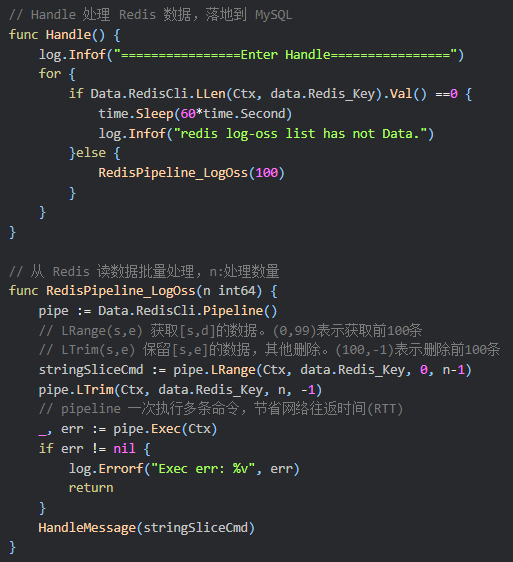 // Handle 处理 Redis 数据，落地到 MySQL
func Handle() {
    log.Infof("================Enter Handle================")
    for {
        if Data.RedisCli.LLen(Ctx, data.Redis_Key).Val() ==0 {
            time.Sleep(60*time.Second)
            log.Infof("redis log-oss list has not Data.")
        }else {
            RedisPipeline_LogOss(100)
        }
    }
}
// 从 Redis 读数据批量处理，n:处理数量
func RedisPipeline_LogOss(n int64) {
    pipe := Data.RedisCli.Pipeline()
    // LRange(s,e) 获取[s,d]的数据。(0,99)表示获取前100条
    // LTrim(s,e) 保留[s,e]的数据，其他删除。(100,-1)表示删除前100条
    stringSliceCmd := pipe.LRange(Ctx, data.Redis_Key, 0, n-1)
    pipe.LTrim(Ctx, data.Redis_Key, n, -1)
    // pipeline 一次执行多条命令，节省网络往返时间(RTT)
    _, err := pipe.Exec(Ctx)
    if err != nil {
        log.Errorf("Exec err: %v", err)
        return
    }
    HandleMessage(stringSliceCmd)
}